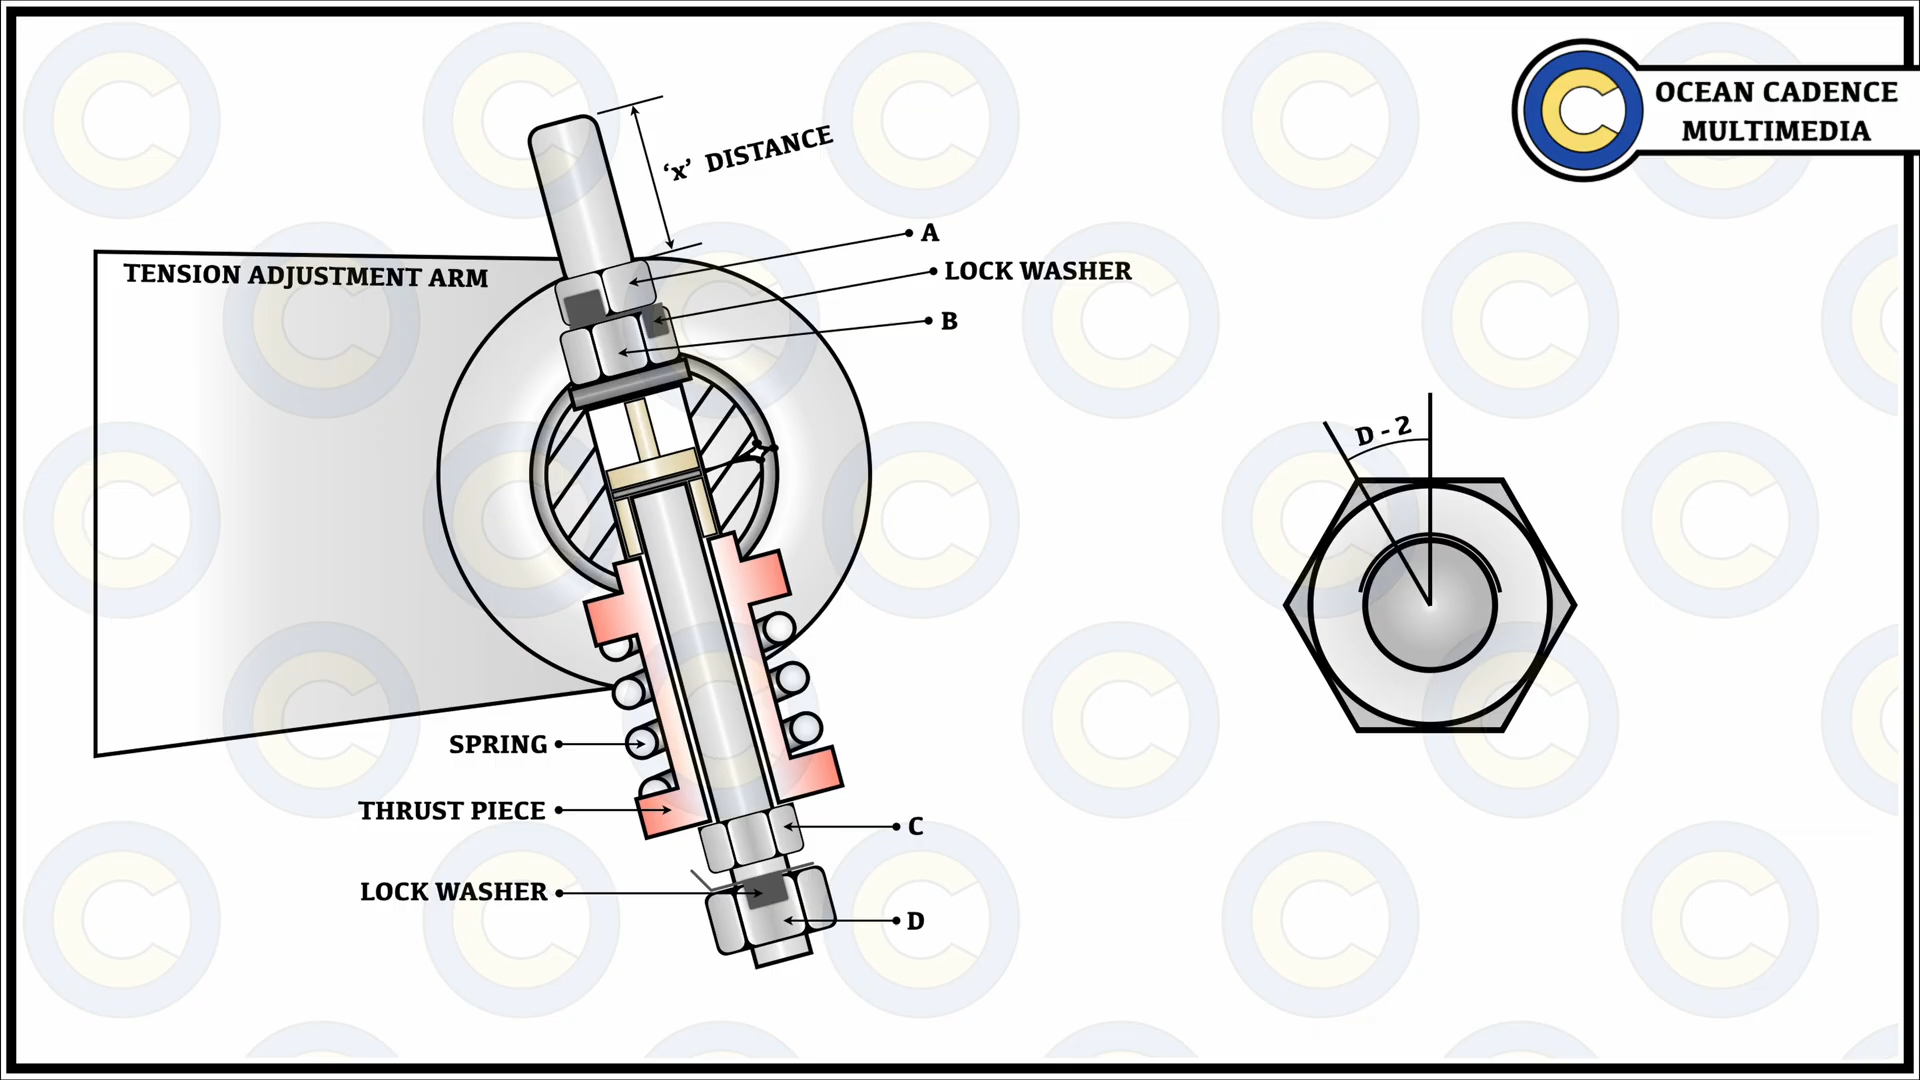 OCEAN CADENCE
MULTIMEDIA
‘x’ DISTANCE
A
TENSION ADJUSTMENT ARM
LOCK WASHER
B
D - 2
SPRING
THRUST PIECE
C
LOCK WASHER
D